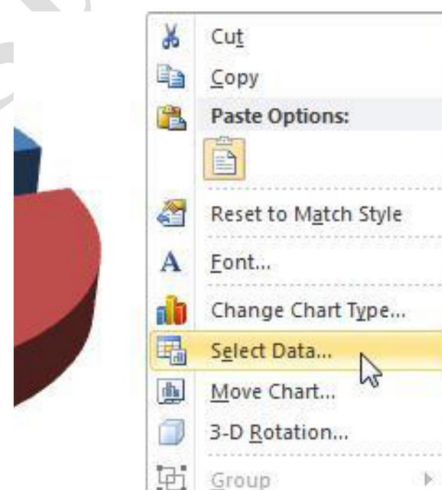 Cut
Copy
Paste Options:
Reset to Match Style
A Font...
Change Chart Type...
Select Data...
Move Chart...
3-D Rotation...
Group